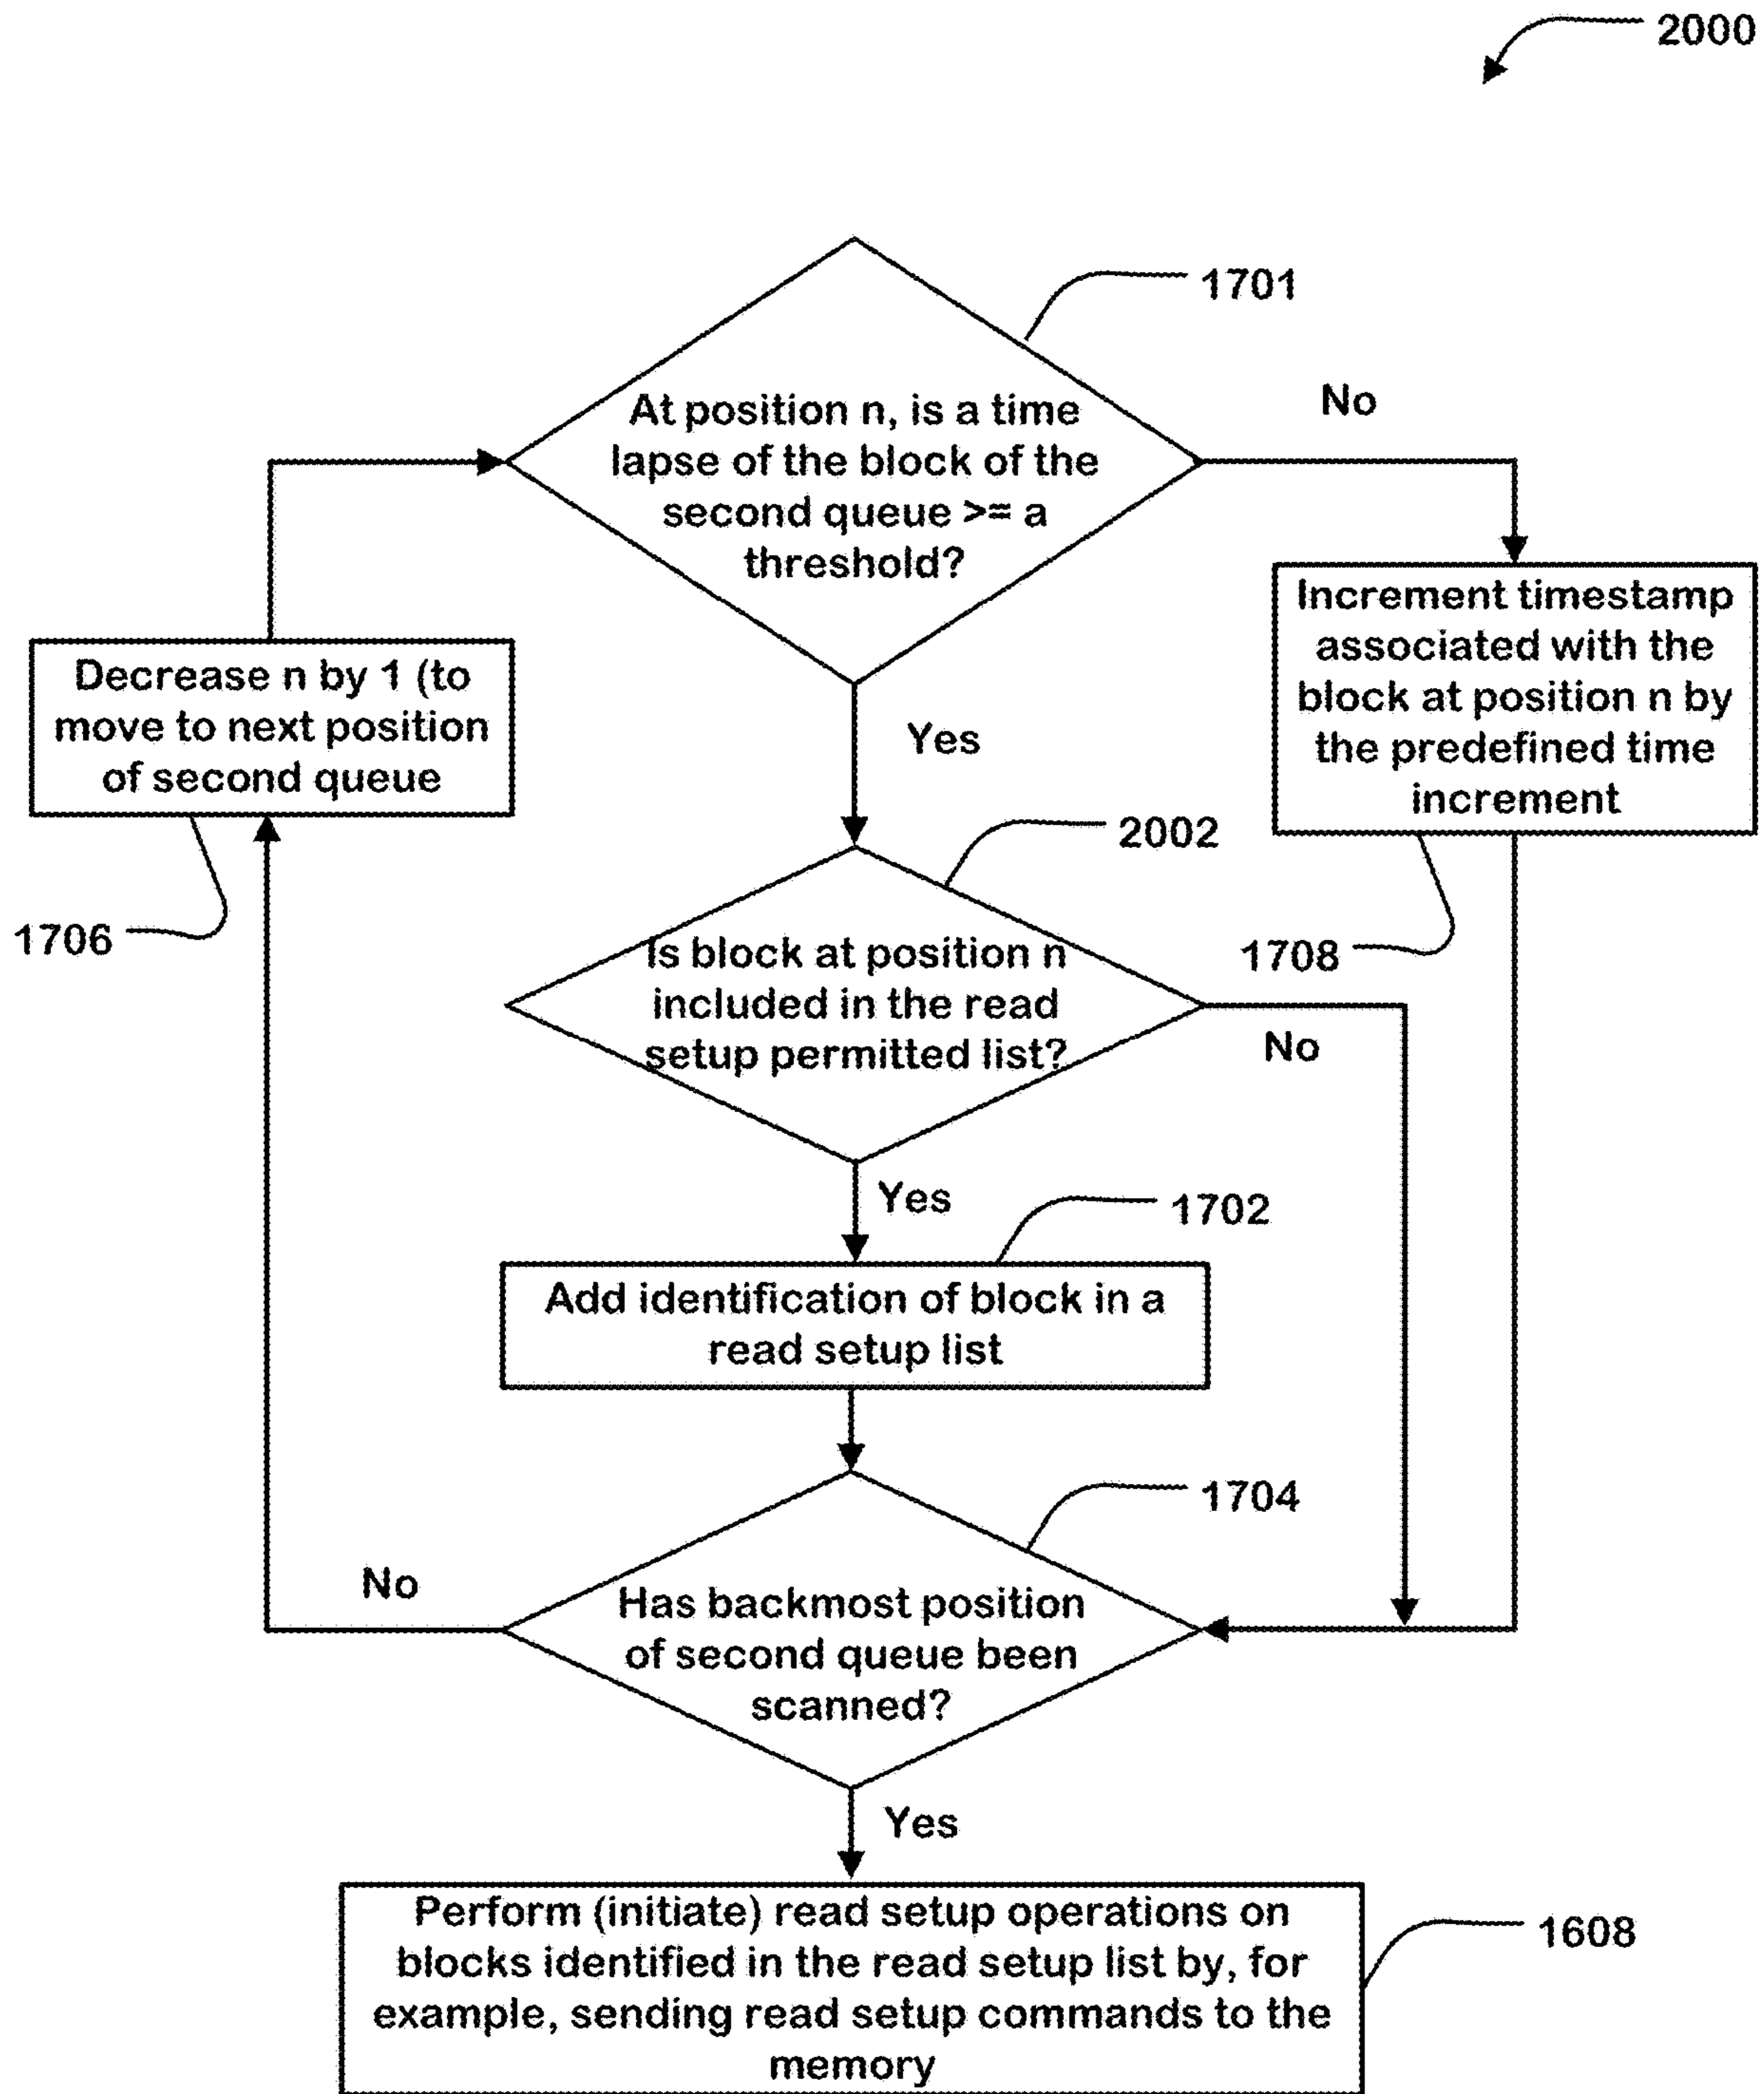 2000
1701
At position n, is a time
lapse of the block of the
second queue >= a
threshold?
No
Increment timestamp
associated with the
block at position n by
the predefined time
increment
Decrease n by 1 (to
move to next position
of second queue
Yes
2002
1706
1708
Is block at position n
included in the read
setup permitted list?
No
Yes
1702
Add identification of block in a
read setup list
1704
No
Has backmost position
of second queue been
scanned?
Yes
Perform (initiate) read setup operations on
blocks identified in the read setup list by, for
example, sending read setup commands to the
memory
1608